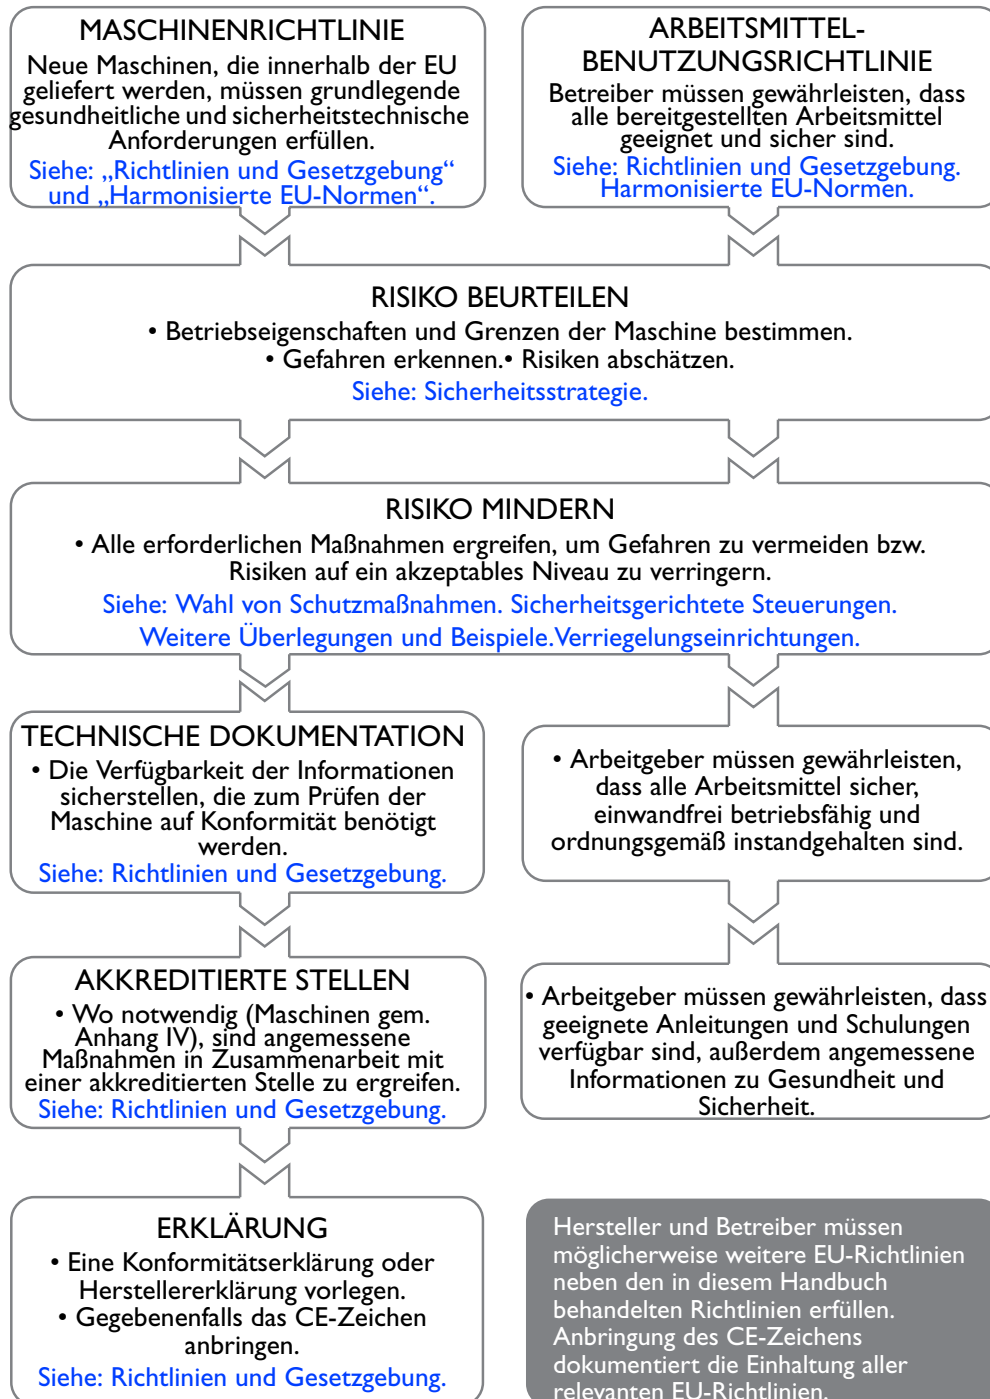 MASCHINENRICHTLINIE
Neue Maschinen, die innerhalb der EU
geliefert werden, müssen grundlegende
gesundheitliche und sicherheitstechnische
Anforderungen erfüllen.
Siehe: „Richtlinien und Gesetzgebung“
und „Harmonisierte EU-Normen“.
ARBEITSMITTEL-
BENUTZUNGSRICHTLINIE
Betreiber müssen gewährleisten, dass
alle bereitgestellten Arbeitsmittel
geeignet und sicher sind.
Siehe: Richtlinien und Gesetzgebung.
Harmonisierte EU-Normen.
RISIKO BEURTEILEN
• Betriebseigenschaften und Grenzen der Maschine bestimmen.
• Gefahren erkennen.• Risiken abschätzen.
Siehe: Sicherheitsstrategie.
RISIKO MINDERN
• Alle erforderlichen Maßnahmen ergreifen, um Gefahren zu vermeiden bzw.
Risiken auf ein akzeptables Niveau zu verringern.
Siehe: Wahl von Schutzmaßnahmen. Sicherheitsgerichtete Steuerungen.
Weitere Überlegungen und Beispiele.Verriegelungseinrichtungen.
TECHNISCHE DOKUMENTATION
• Die Verfügbarkeit der Informationen
sicherstellen, die zum Prüfen der
Maschine auf Konformität benötigt
werden.
Siehe: Richtlinien und Gesetzgebung.
• Arbeitgeber müssen gewährleisten,
dass alle Arbeitsmittel sicher,
einwandfrei betriebsfähig und
ordnungsgemäß instandgehalten sind.
AKKREDITIERTE STELLEN
• Wo notwendig (Maschinen gem.
Anhang IV), sind angemessene
Maßnahmen in Zusammenarbeit mit
einer akkreditierten Stelle zu ergreifen.
Siehe: Richtlinien und Gesetzgebung.
• Arbeitgeber müssen gewährleisten, dass
geeignete Anleitungen und Schulungen
verfügbar sind, außerdem angemessene
Informationen zu Gesundheit und
Sicherheit.
ERKLÄRUNG
• Eine Konformitätserklärung oder
Herstellererklärung vorlegen.
• Gegebenenfalls das CE-Zeichen
anbringen.
Siehe: Richtlinien und Gesetzgebung.
Hersteller und Betreiber müssen
möglicherweise weitere EU-Richtlinien
neben den in diesem Handbuch
behandelten Richtlinien erfüllen.
Anbringung des CE-Zeichens
dokumentiert die Einhaltung aller
relevanten EU-Richtlinien.